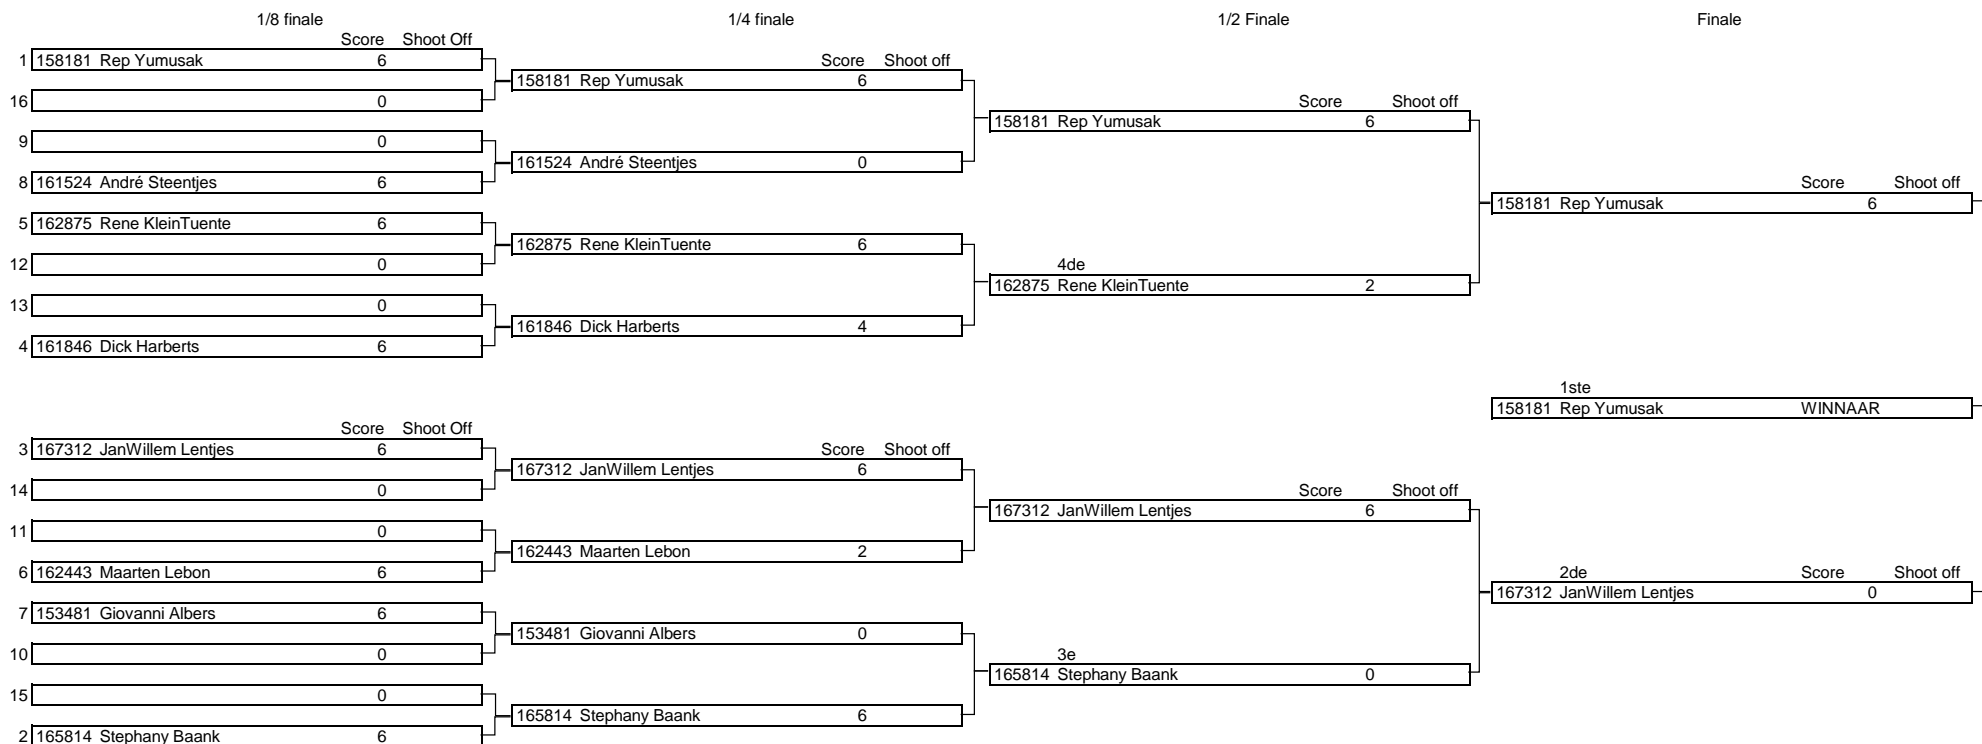 1/8 finale 1/4 finale 1/2 Finale Finale
Score Shoot Off
1 158181 Rep Yumusak 6 Score Shoot off
158181 Rep Yumusak 6
16 0 Score Shoot off
158181 Rep Yumusak 6
9 0
161524 André Steentjes 0
8 161524 André Steentjes 6 Score Shoot off
158181 Rep Yumusak 6
5 162875 Rene KleinTuente 6
162875 Rene KleinTuente 6
12 0 4de
162875 Rene KleinTuente 2
13 0
161846 Dick Harberts 4
4 161846 Dick Harberts 6
1ste
158181 Rep Yumusak WINNAAR
Score Shoot Off
3 167312 JanWillem Lentjes 6 Score Shoot off
167312 JanWillem Lentjes 6
14 0 Score Shoot off
167312 JanWillem Lentjes 6
11 0
162443 Maarten Lebon 2
6 162443 Maarten Lebon 6 2de Score Shoot off
167312 JanWillem Lentjes 0
7 153481 Giovanni Albers 6
153481 Giovanni Albers 0
10 0 3e
165814 Stephany Baank 0
15 0
165814 Stephany Baank 6
2 165814 Stephany Baank 6